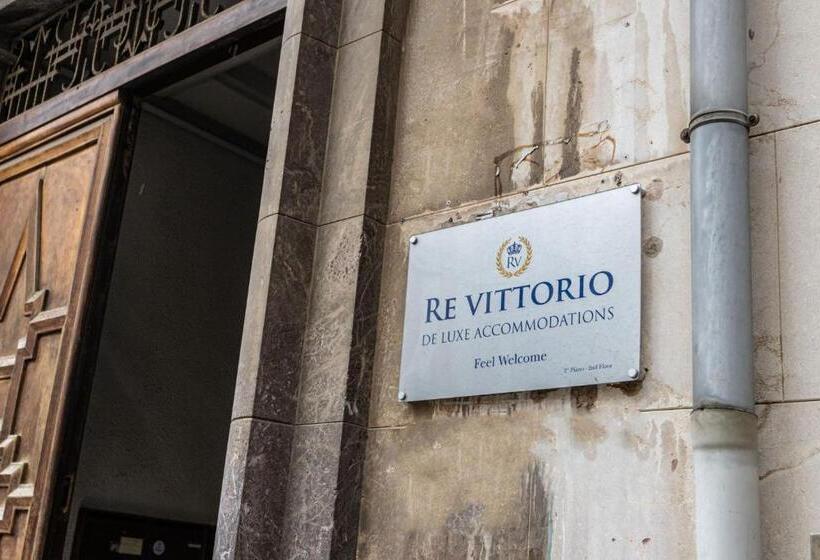 RV
RE VITTORIO
DE LUXE ACCOMMODATIONS
Feel Welcome
2° Piano - 2nd Floor